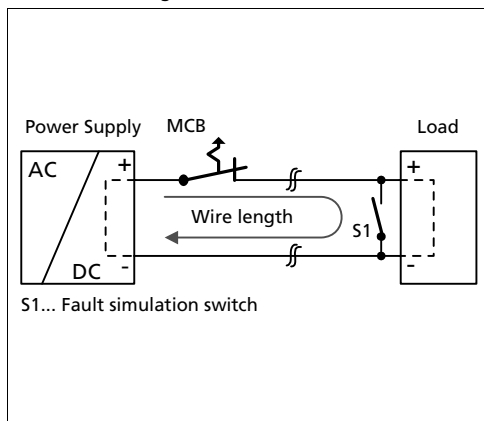 Power Supply MCB Load
AC + +
Wire length S1
DC - -
S1... Fault simulation switch